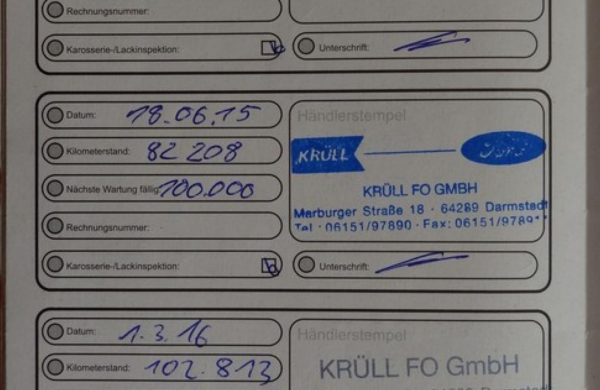 Rechnungsnummer:
Karosserie-/Lackinspektion:
Unterschrift:
Datum: 18.06.15
Händlerstempel
Kilometerstand: 82 208
KRÜLL Ford
Nächste Wartung fällig: 100.000
KRÜLL FO GMBH
Marburger Straße 18 · 64289 Darmstadt
Rechnungsnummer:
Tel.: 06151/97890 · Fax: 06151/9789
Karosserie-/Lackinspektion:
Unterschrift:
Datum: 1.3.16
Händlerstempel
Kilometerstand: 102.813
KRÜLL FO GmbH